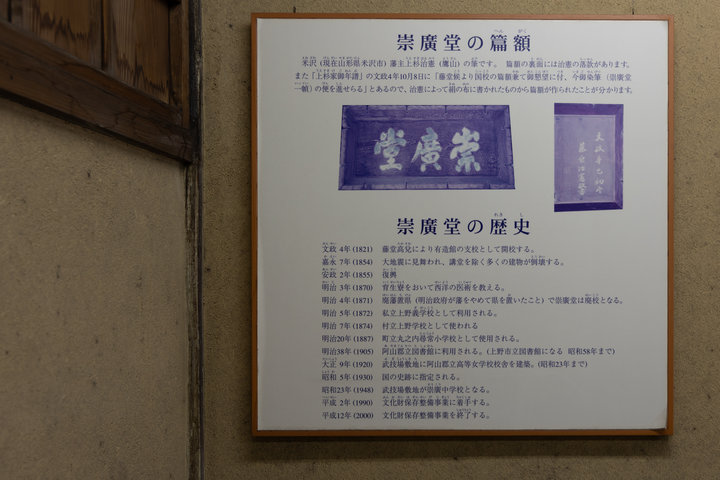 崇廣堂の篇額
米沢（現在山形県米沢市）藩主上杉治憲（鷹山）の筆です。　篇額の裏面には治憲の落款があります。
また「上杉家御年譜」の文政4年10月8日に「藤堂候より国校の篇額兼て御懇望に付、今御染筆（崇廣堂
一幀）の使を進せらる」とあるので、治憲によって絹の布に書かれたものから篇額が作られたことが分かります。
堂廣崇
崇廣堂の歴史
文政 4年(1821)　藤堂高兌により有造館の支校として開校する。
嘉永 7年(1854)　大地震に見舞われ、講堂を除く多くの建物が倒壊する。
安政 2年(1855)　復興
明治 3年(1870)　育生寮をおいて西洋の医術を教える。
明治 4年(1871)　廃藩置県（明治政府が藩をやめて県を置いたこと）で崇廣堂は廃校となる。
明治 5年(1872)　私立上野義学校として利用される。
明治 7年(1874)　村立上野学校として使われる
明治20年(1887)　町立丸之内尋常小学校として使用される。
明治38年(1905)　阿山郡立図書館に利用される。(上野市立図書館になる 昭和58年まで)
大正 9年(1920)　武技場敷地に阿山郡立高等女学校校舎を建築。(昭和23年まで)
昭和 5年(1930)　国の史跡に指定される。
昭和23年(1948)　武技場敷地が崇廣中学校となる。
平成 2年(1990)　文化財保存整備事業に着手する。
平成12年(2000)　文化財保存整備事業を終了する。